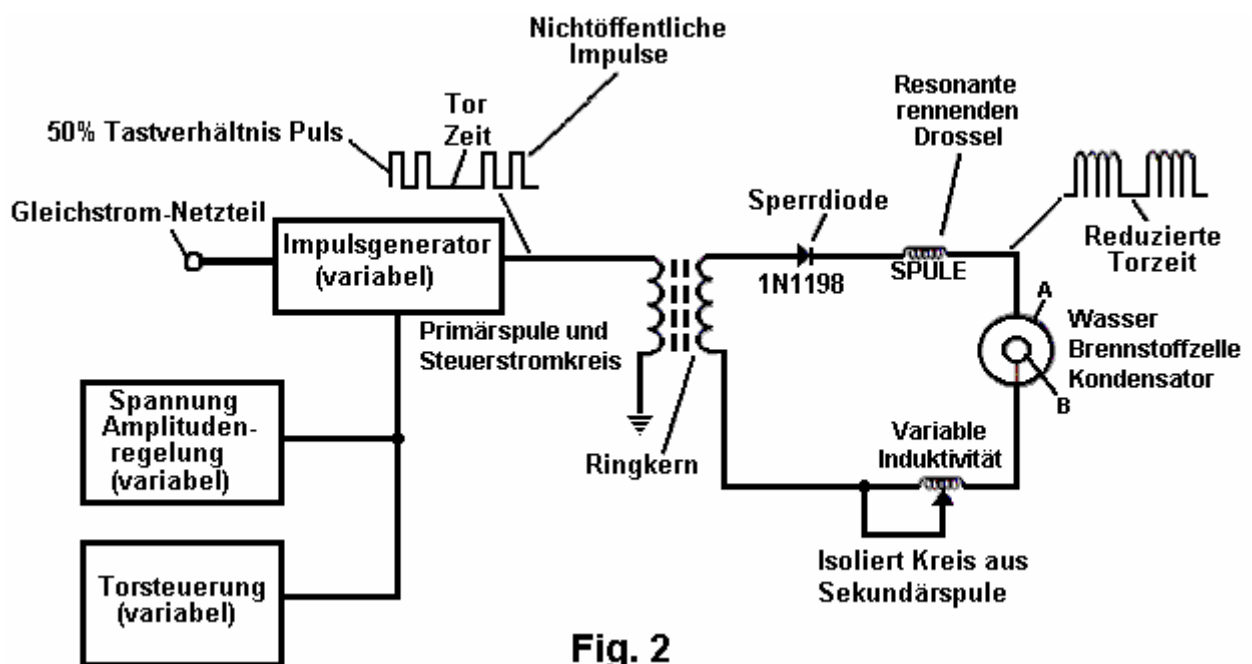 Nichtöffentliche
Impulse
Tor
Zeit
50% Tastverhältnis Puls
Resonante
rennenden
Drossel
Gleichstrom-Netzteil
Impulsgenerator
(variabel)
Sperrdiode
1N1198
SPULE
Reduzierte
Torzeit
Primärspule und
Steuerstromkreis
A
Wasser
Brennstoffzelle
Kondensator
B
Spannung
Amplituden-
regelung
(variabel)
Ringkern
Variable
Induktivität
Torsteuerung
(variabel)
Isoliert Kreis aus
Sekundärspule
Fig. 2